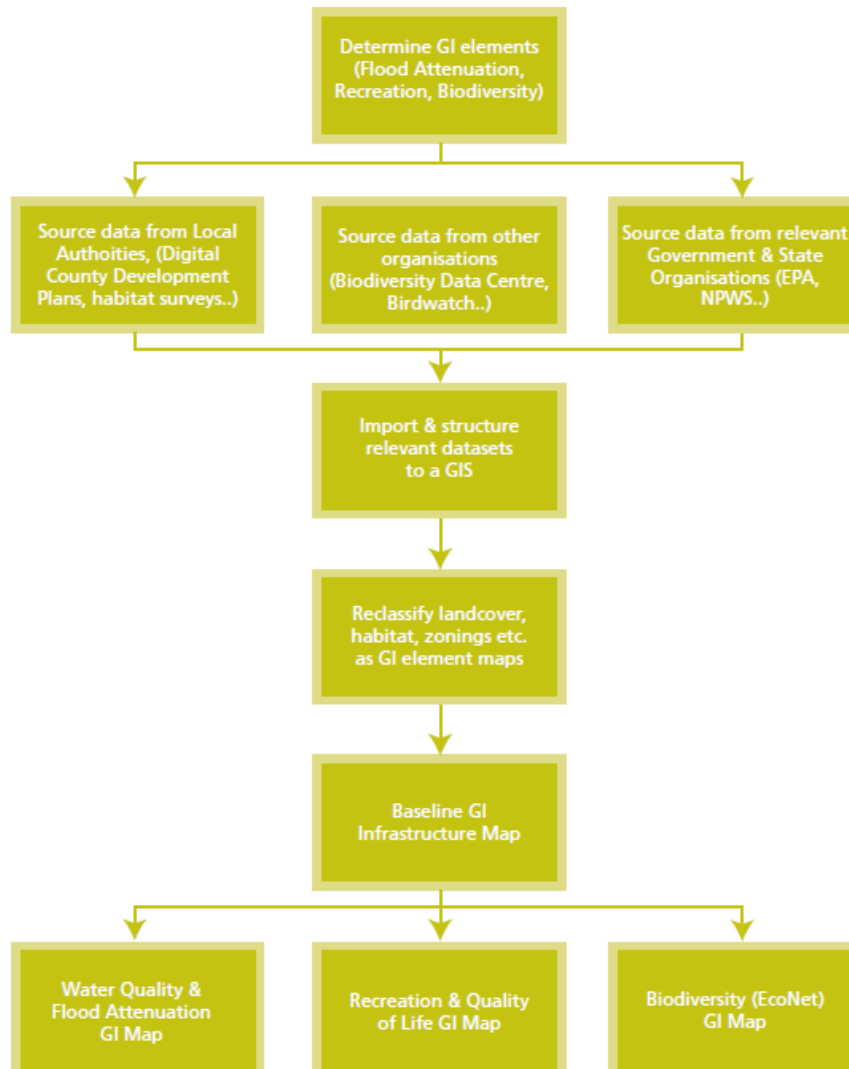 Determine GI elements
(Flood Attenuation,
Recreation, Biodiversity)
Source data from Local
Authoities, (Digital
County Development
Plans, habitat surveys..)
Source data from other
organisations
(Biodiversity Data Centre,
Birdwatch..)
Source data from relevant
Government & State
Organisations (EPA,
NPWS..)
Import & structure
relevant datasets
to a GIS
Reclassify landcover,
habitat, zonings etc.
as GI element maps
Baseline GI
Infrastructure Map
Water Quality &
Flood Attenuation
GI Map
Recreation & Quality
of Life GI Map
Biodiversity (EcoNet)
GI Map